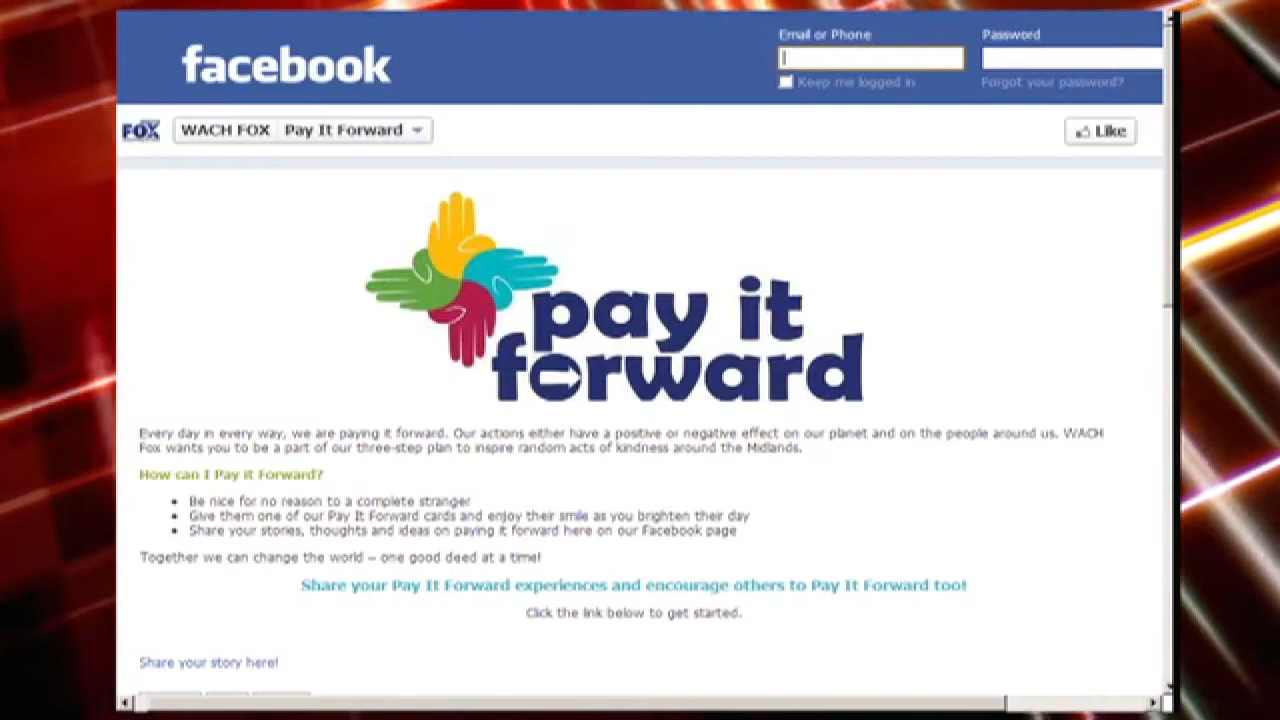 facebook
Email or Phone
Password
Keep me logged in
Forgot your password?
FOX
WACH FOX
Pay It Forward
Like
pay it
forward
Every day in every way, we are paying it forward. Our actions either have a positive or negative effect on our planet and on the people around us. WACH
Fox wants you to be a part of our three-step plan to inspire random acts of kindness around the Midlands.
How can I Pay it Forward?
• Be nice for no reason to a complete stranger
• Give them one of our Pay It Forward cards and enjoy their smile as you brighten their day
• Share your stories, thoughts and ideas on paying it forward here on our Facebook page
Together we can change the world – one good deed at a time!
Share your Pay It Forward experiences and encourage others to Pay It Forward too!
Click the link below to get started.
Share your story here!